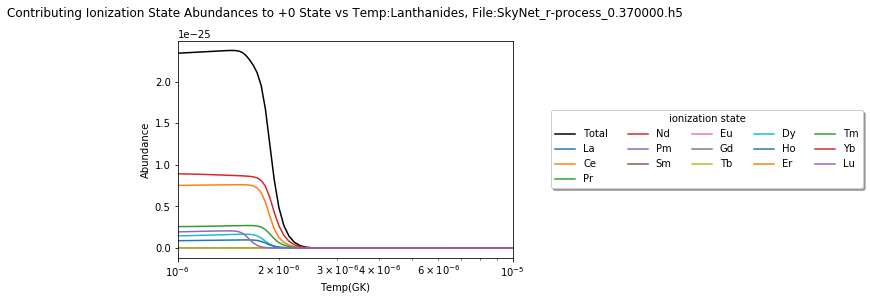 Contributing Ionization State Abundances to +0 State vs Temp:Lanthanides, File:SkyNet_r-process_0.370000.h5
1e−25
2.0
1.5
1.0
0.5
0.0
Abundance
10⁻⁶
2 × 10⁻⁶
3 × 10⁻⁶
4 × 10⁻⁶
6 × 10⁻⁶
10⁻⁵
Temp(GK)
ionization state
Total Nd Eu Dy Tm
La Pm Gd Ho Yb
Ce Sm Tb Er Lu
Pr